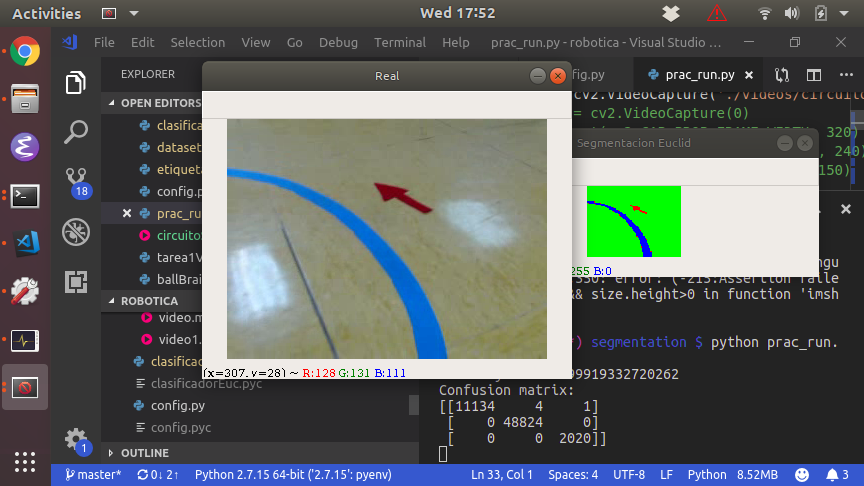 Activities
Wed 17:52
File Edit Selection View Go Debug Terminal Help prac_run.py - robotica - Visual Studio …
EXPLORER
OPEN EDITORS
clasific
dataset
etiquet
config.p
prac_ru
circuito
tarea1V
ballBrai
ROBOTICA
video.m
video1.
clasificad
clasificadorEuc.pyc
config.py
config.pyc
OUTLINE
18
1
Real
(x=307, y=28) ~ R:128 G:131 B:111
fig.py
prac_run.py
cv2.VideoCapture('./videos/circuito
= cv2.VideoCapture(0)
320)
, 240)
150)
Segmentacion Euclid
255 B:0
error: (-215:Assertion faile
&& size.height>0 in function 'imsh
) segmentation $ python prac_run.
99919332720262
Confusion matrix:
[[11134 4 1]
[ 0 48824 0]
[ 0 0 2020]]
master* 0↓ 2↑ Python 2.7.15 64-bit ('2.7.15': pyenv) Ln 33, Col 1 Spaces: 4 UTF-8 LF Python 8.52MB 3